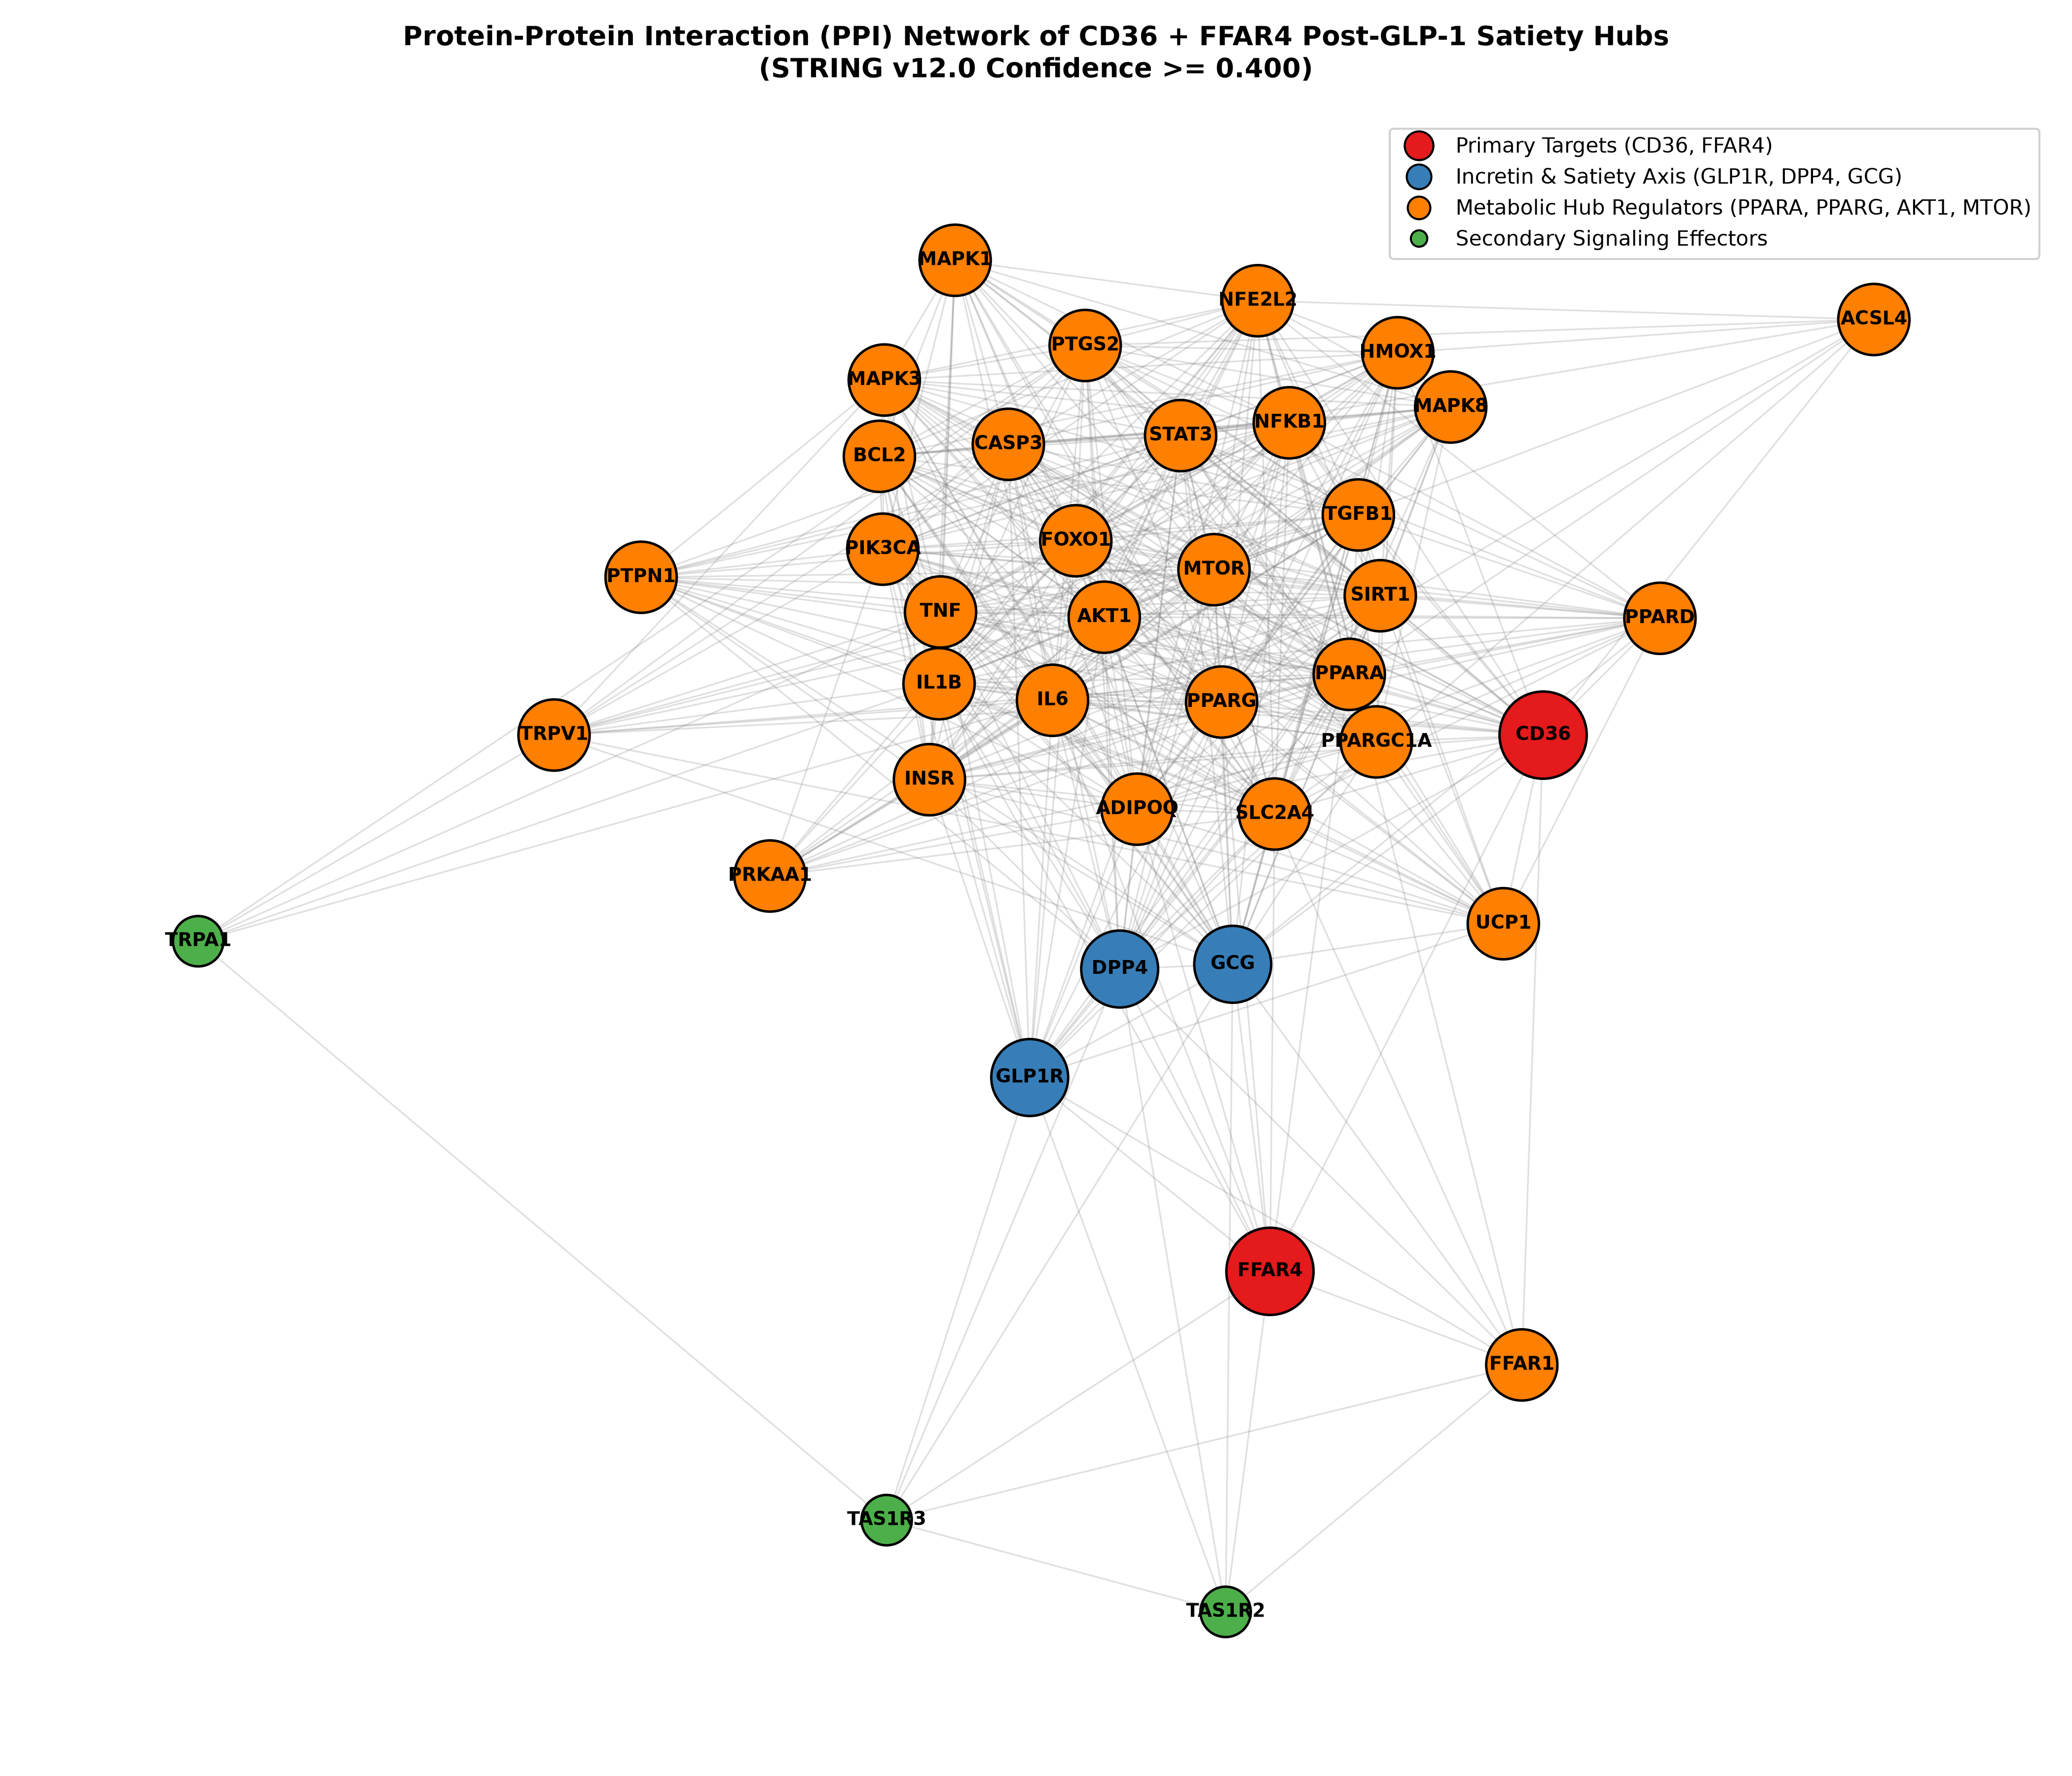 Protein-Protein Interaction (PPI) Network of CD36 + FFAR4 Post-GLP-1 Satiety Hubs
(STRING v12.0 Confidence >= 0.400)
Primary Targets (CD36, FFAR4)
Incretin & Satiety Axis (GLP1R, DPP4, GCG)
Metabolic Hub Regulators (PPARA, PPARG, AKT1, MTOR)
Secondary Signaling Effectors
MAPK1
NFE2L2
ACSL4
PTGS2
HMOX1
MAPK3
MAPK8
NFKB1
STAT3
CASP3
BCL2
TGFB1
FOXO1
PIK3CA
MTOR
PTPN1
SIRT1
TNF
AKT1
PPARD
PPARA
IL1B
IL6
PPARG
TRPV1
CD36
PPARGC1A
INSR
ADIPOQ
SLC2A4
PRKAA1
UCP1
TRPA1
DPP4
GCG
GLP1R
FFAR4
FFAR1
TAS1R3
TAS1R2